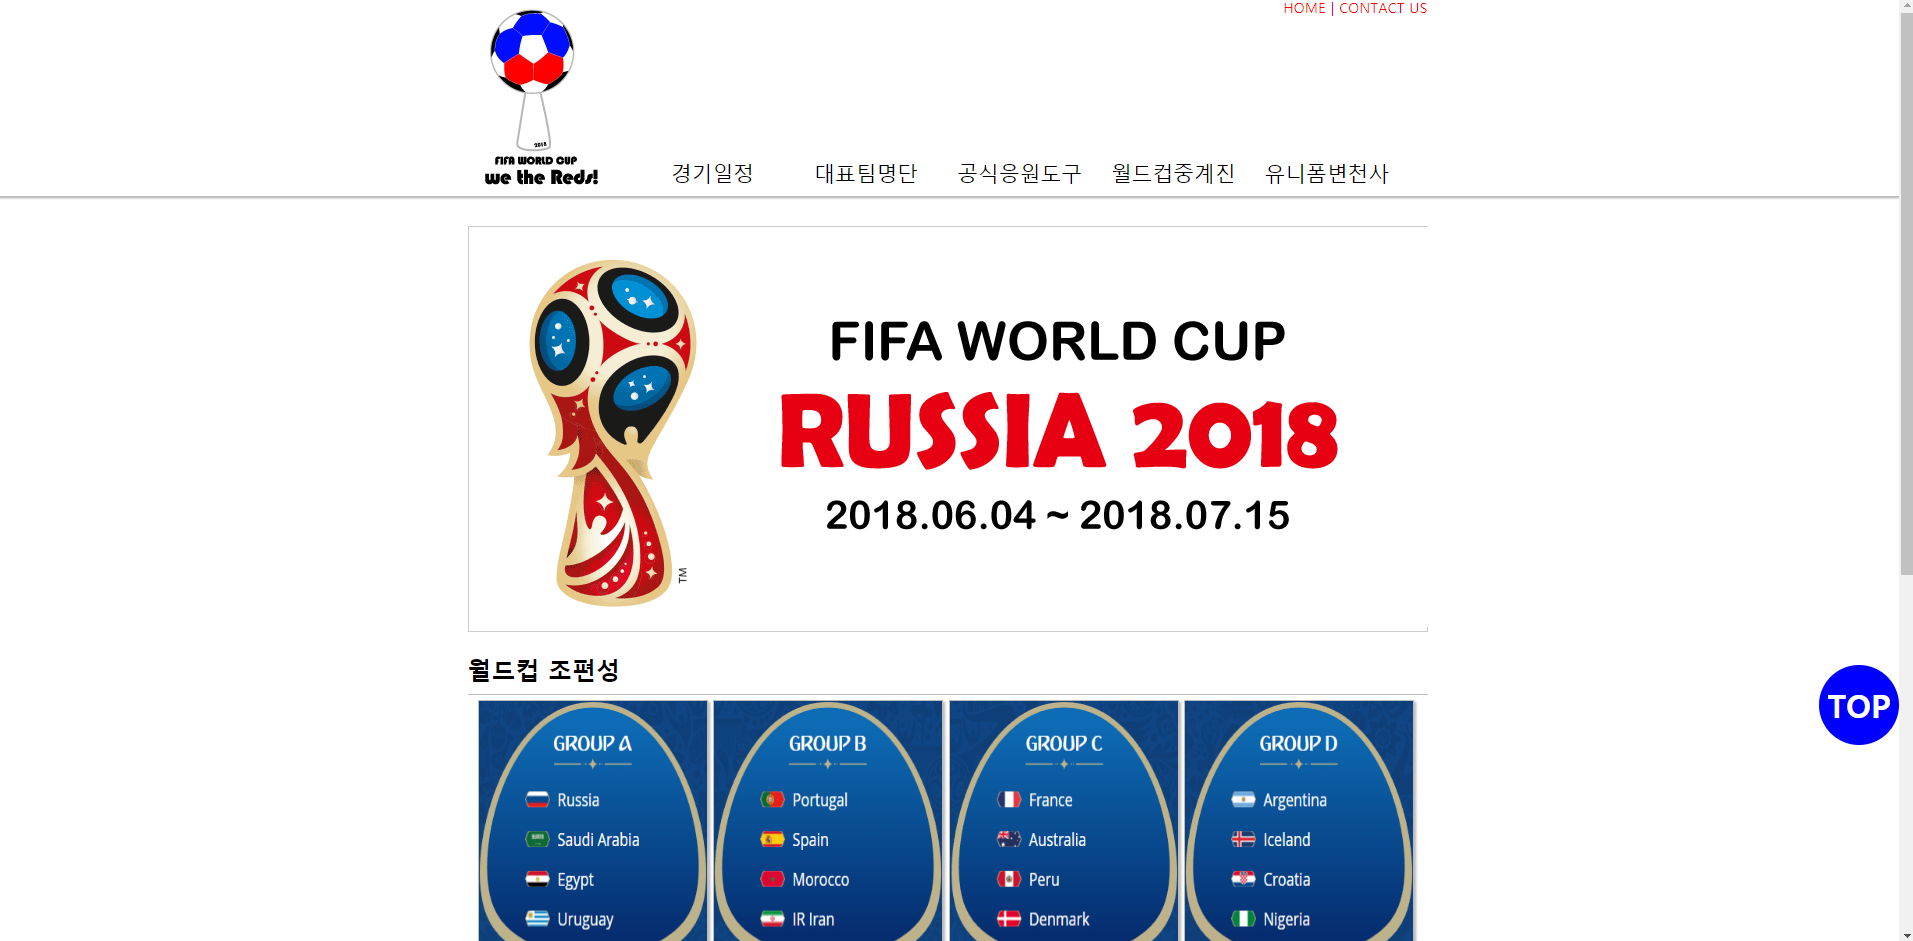 HOME | CONTACT US
2018
FIFA WORLD CUP
we the Reds!
경기일정 대표팀명단 공식응원도구 월드컵중계진 유니폼변천사
FIFA WORLD CUP
RUSSIA 2018
2018.06.04 ~ 2018.07.15
TM
월드컵 조편성
TOP
GROUP A
Russia
Saudi Arabia
Egypt
Uruguay
GROUP B
Portugal
Spain
Morocco
IR Iran
GROUP C
France
Australia
Peru
Denmark
GROUP D
Argentina
Iceland
Croatia
Nigeria